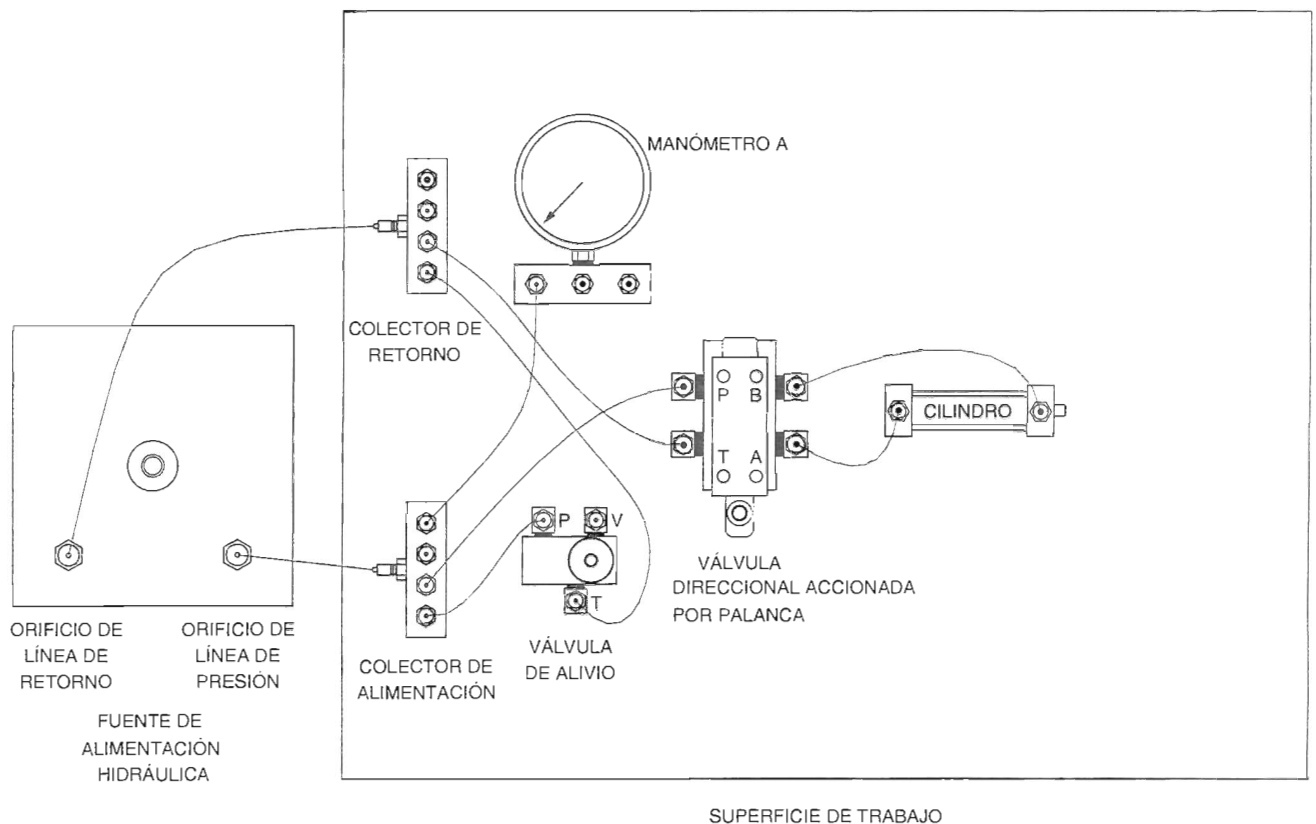 MANÓMETRO A
COLECTOR DE
RETORNO
P B
T A
CILINDRO
P V
T
VÁLVULA
DIRECCIONAL ACCIONADA
POR PALANCA
VÁLVULA
DE ALIVIO
COLECTOR DE
ALIMENTACIÓN
ORIFICIO DE
LÍNEA DE
RETORNO
ORIFICIO DE
LÍNEA DE
PRESIÓN
FUENTE DE
ALIMENTACIÓN
HIDRÁULICA
SUPERFICIE DE TRABAJO